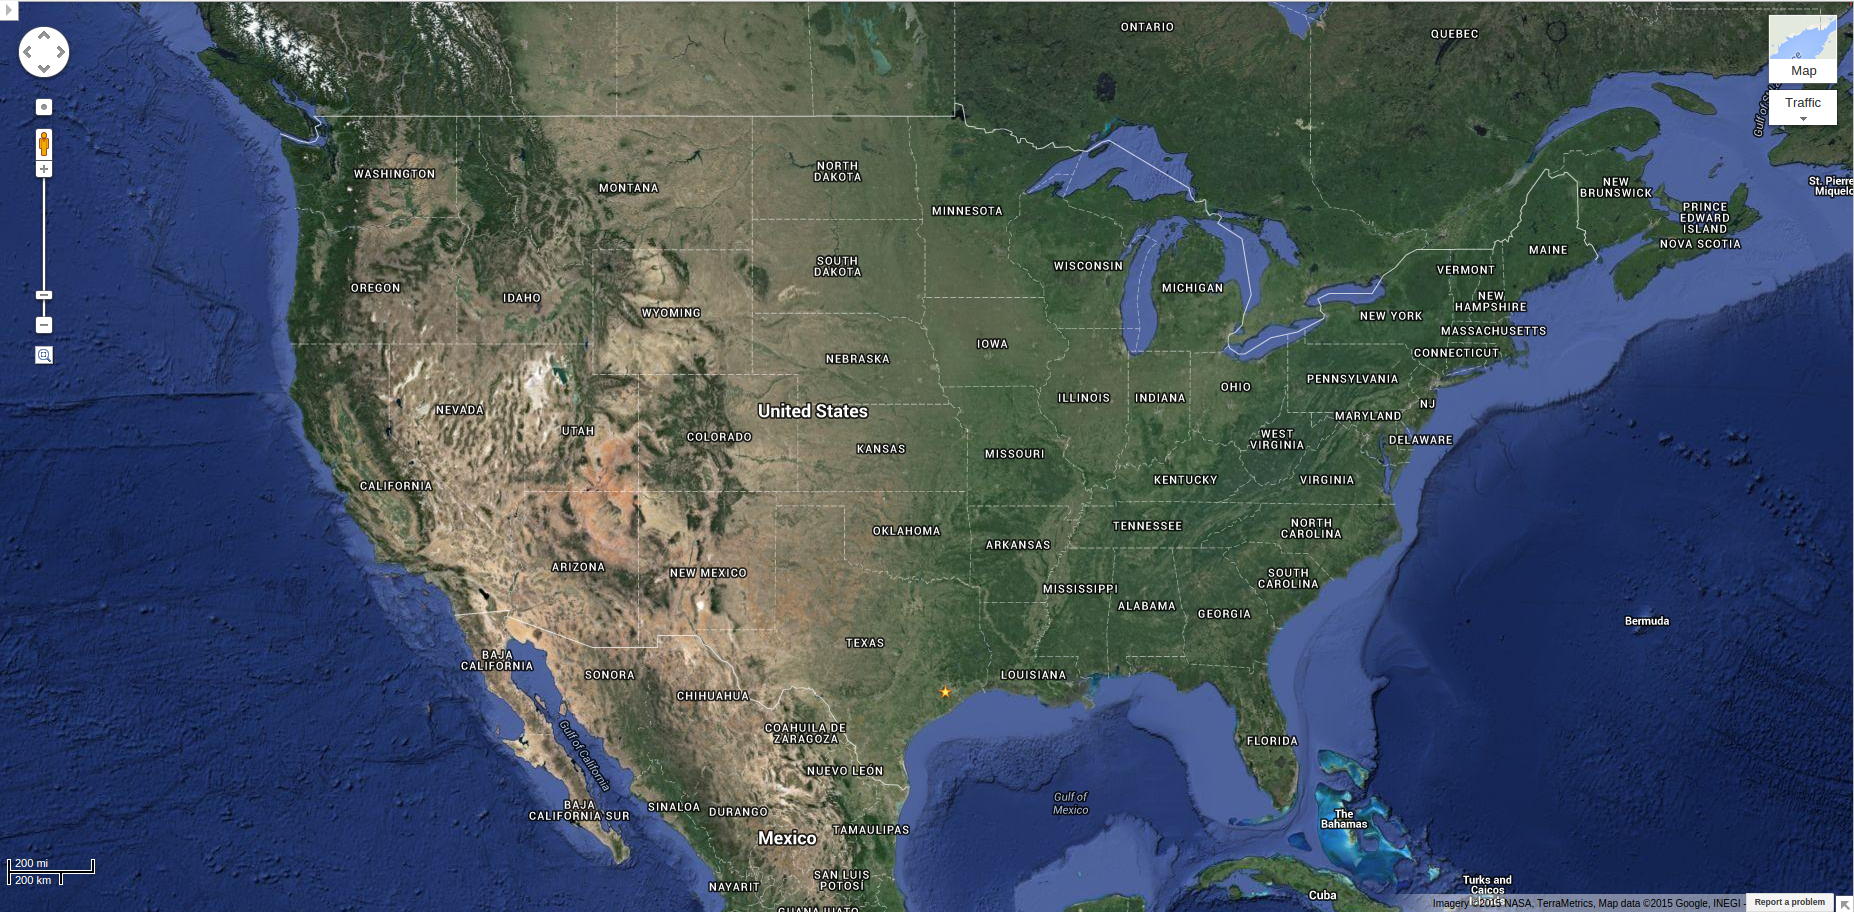 ONTARIO
QUEBEC
Map
Traffic
WASHINGTON
MONTANA
NORTH
DAKOTA
MINNESOTA
NEW
BRUNSWICK
St. Pierre
Miquelo
PRINCE
EDWARD
ISLAND
NOVA SCOTIA
MAINE
OREGON
IDAHO
SOUTH
DAKOTA
WISCONSIN
MICHIGAN
VERMONT
NEW
HAMPSHIRE
WYOMING
NEW YORK
MASSACHUSETTS
IOWA
NEBRASKA
CONNECTICUT
PENNSYLVANIA
ILLINOIS
INDIANA
OHIO
NJ
NEVADA
United States
MARYLAND
UTAH
COLORADO
WEST
VIRGINIA
DELAWARE
KANSAS
MISSOURI
CALIFORNIA
KENTUCKY
VIRGINIA
OKLAHOMA
TENNESSEE
NORTH
CAROLINA
ARKANSAS
ARIZONA
NEW MEXICO
SOUTH
CAROLINA
MISSISSIPPI
ALABAMA
GEORGIA
Bermuda
TEXAS
BAJA
CALIFORNIA
SONORA
LOUISIANA
CHIHUAHUA
COAHUILA DE
ZARAGOZA
FLORIDA
Gulf of California
NUEVO LEÓN
Gulf of
Mexico
BAJA
CALIFORNIA SUR
SINALOA
DURANGO
The
Bahamas
Mexico
TAMAULIPAS
200 mi
200 km
NAYARIT
SAN LUIS
POTOSÍ
Cuba
Turks and
Caicos
GUANAJUATO
Imagery ©2015 NASA, TerraMetrics, Map data ©2015 Google, INEGI -
Report a problem